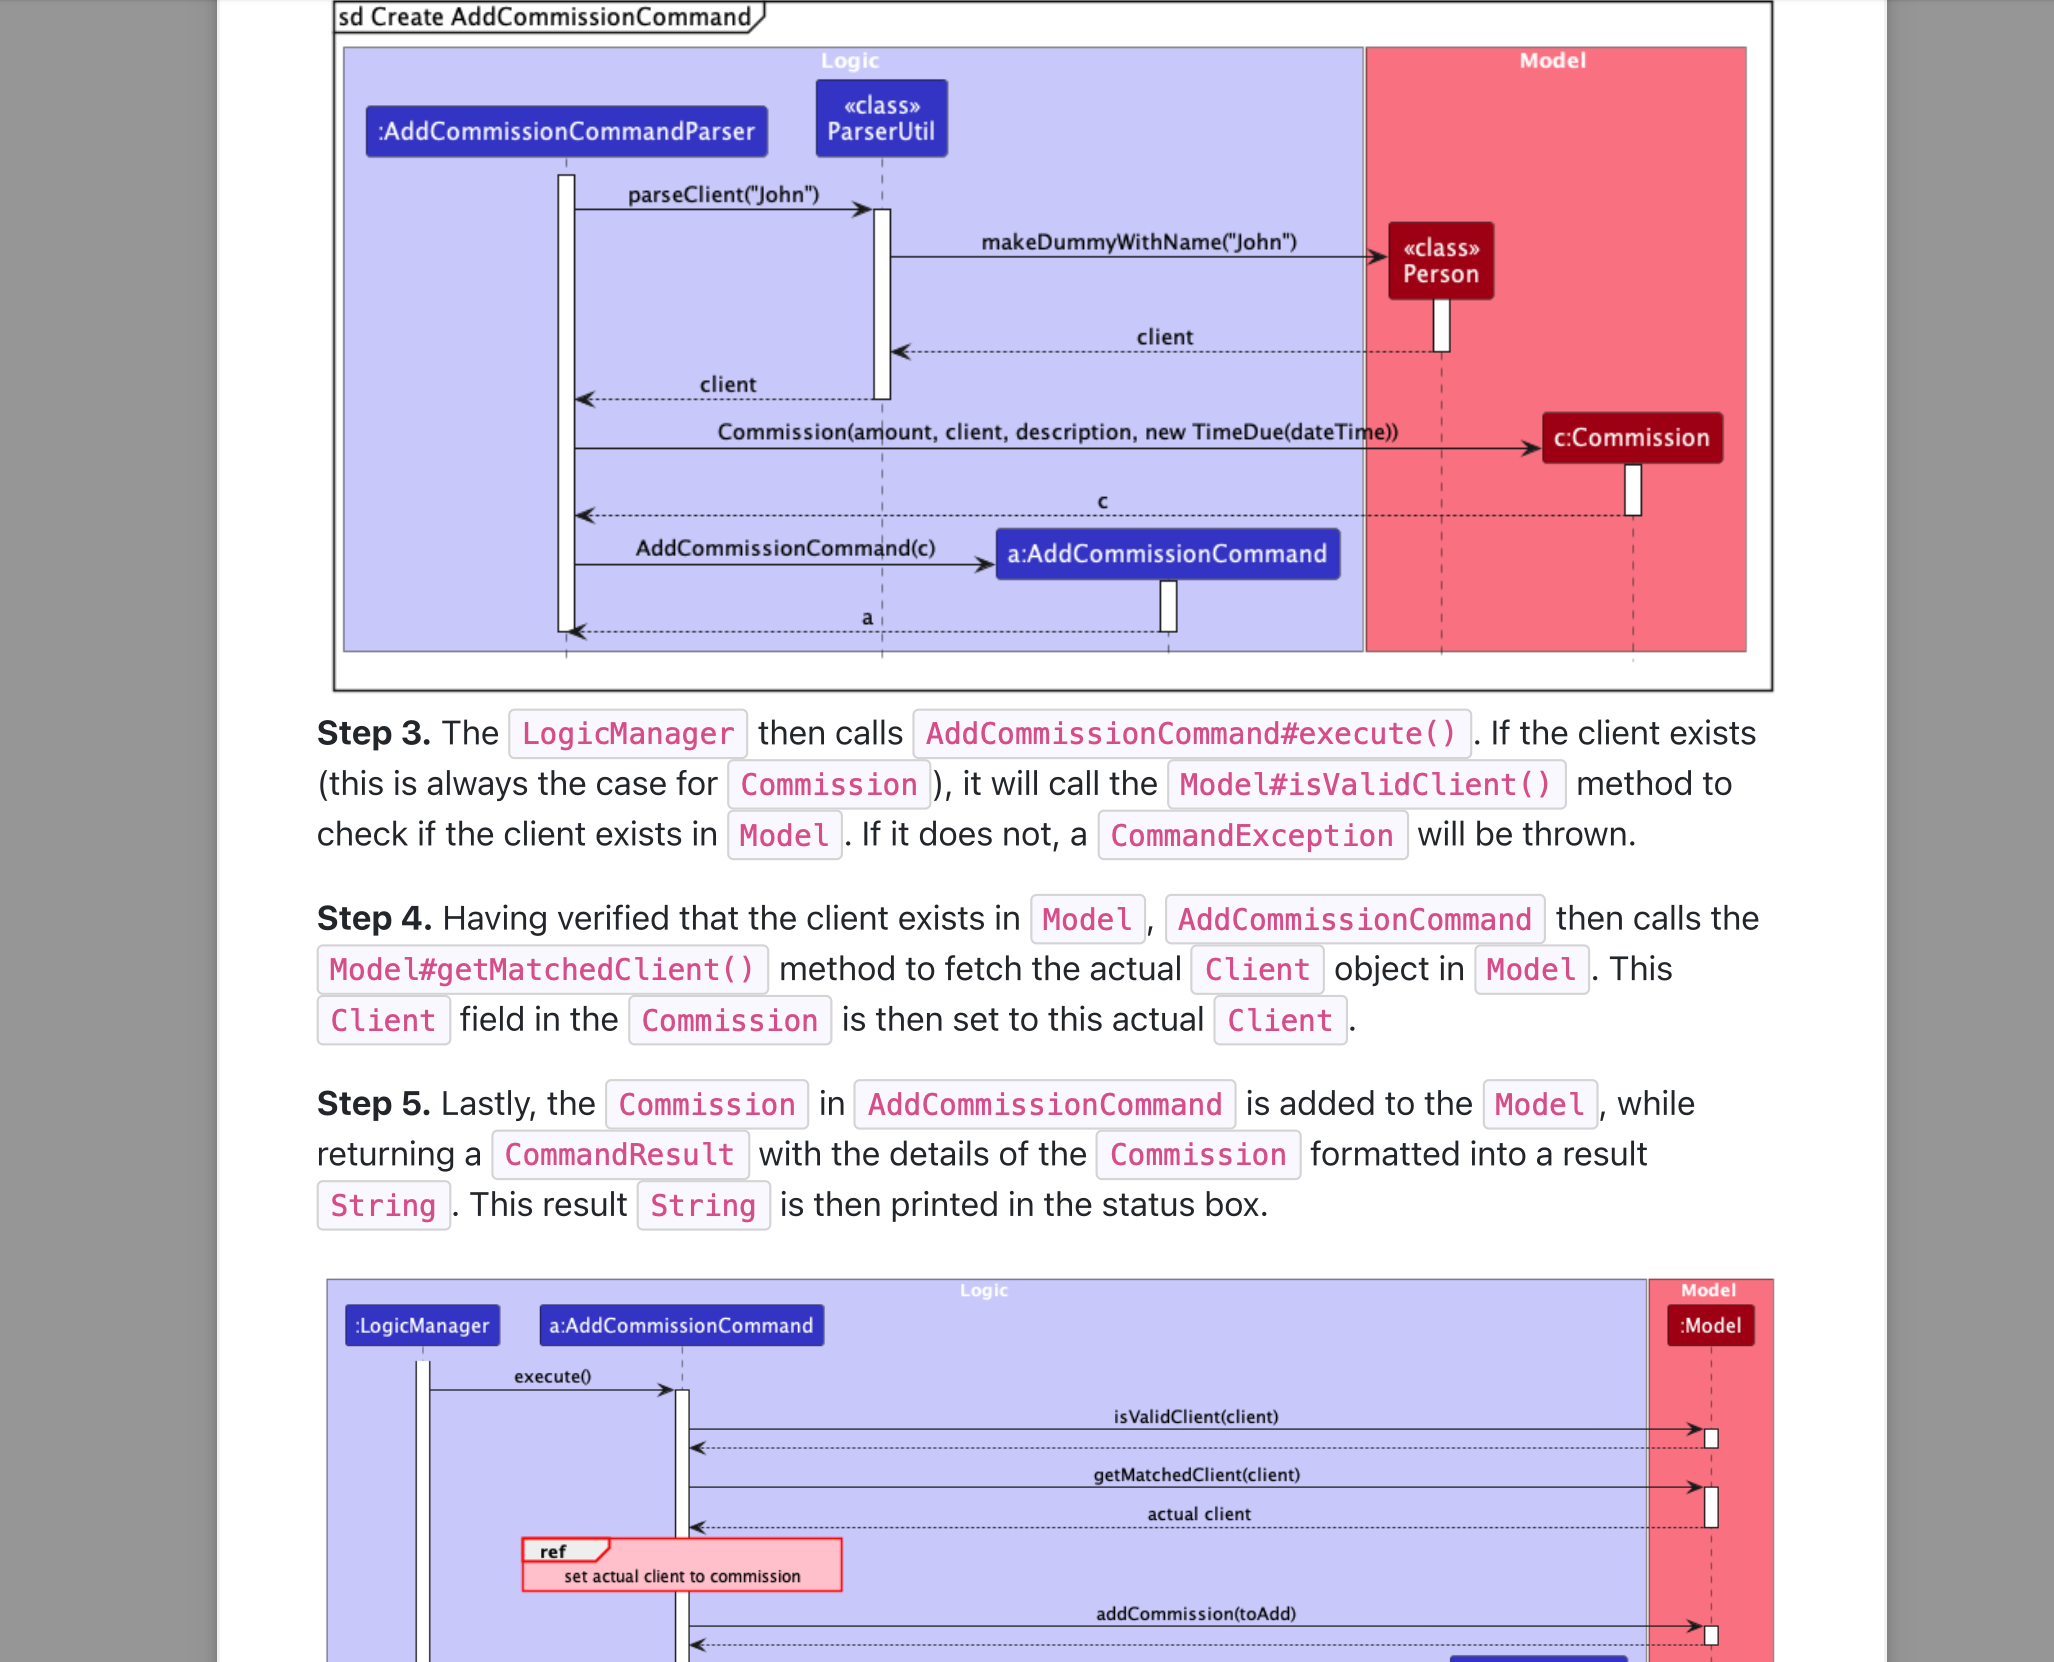 sd Create AddCommissionCommand
Logic
Model
:AddCommissionCommandParser
«class»
ParserUtil
parseClient("John")
makeDummyWithName("John")
«class»
Person
client
client
Commission(amount, client, description, new TimeDue(dateTime))
c:Commission
c
AddCommissionCommand(c)
a:AddCommissionCommand
a
Step 3. The LogicManager then calls AddCommissionCommand#execute() . If the client exists
(this is always the case for Commission ), it will call the Model#isValidClient() method to
check if the client exists in Model . If it does not, a CommandException will be thrown.
Step 4. Having verified that the client exists in Model , AddCommissionCommand then calls the
Model#getMatchedClient() method to fetch the actual Client object in Model . This
Client field in the Commission is then set to this actual Client .
Step 5. Lastly, the Commission in AddCommissionCommand is added to the Model , while
returning a CommandResult with the details of the Commission formatted into a result
String . This result String is then printed in the status box.
Logic
Model
:LogicManager
a:AddCommissionCommand
:Model
execute()
isValidClient(client)
getMatchedClient(client)
actual client
ref
set actual client to commission
addCommission(toAdd)